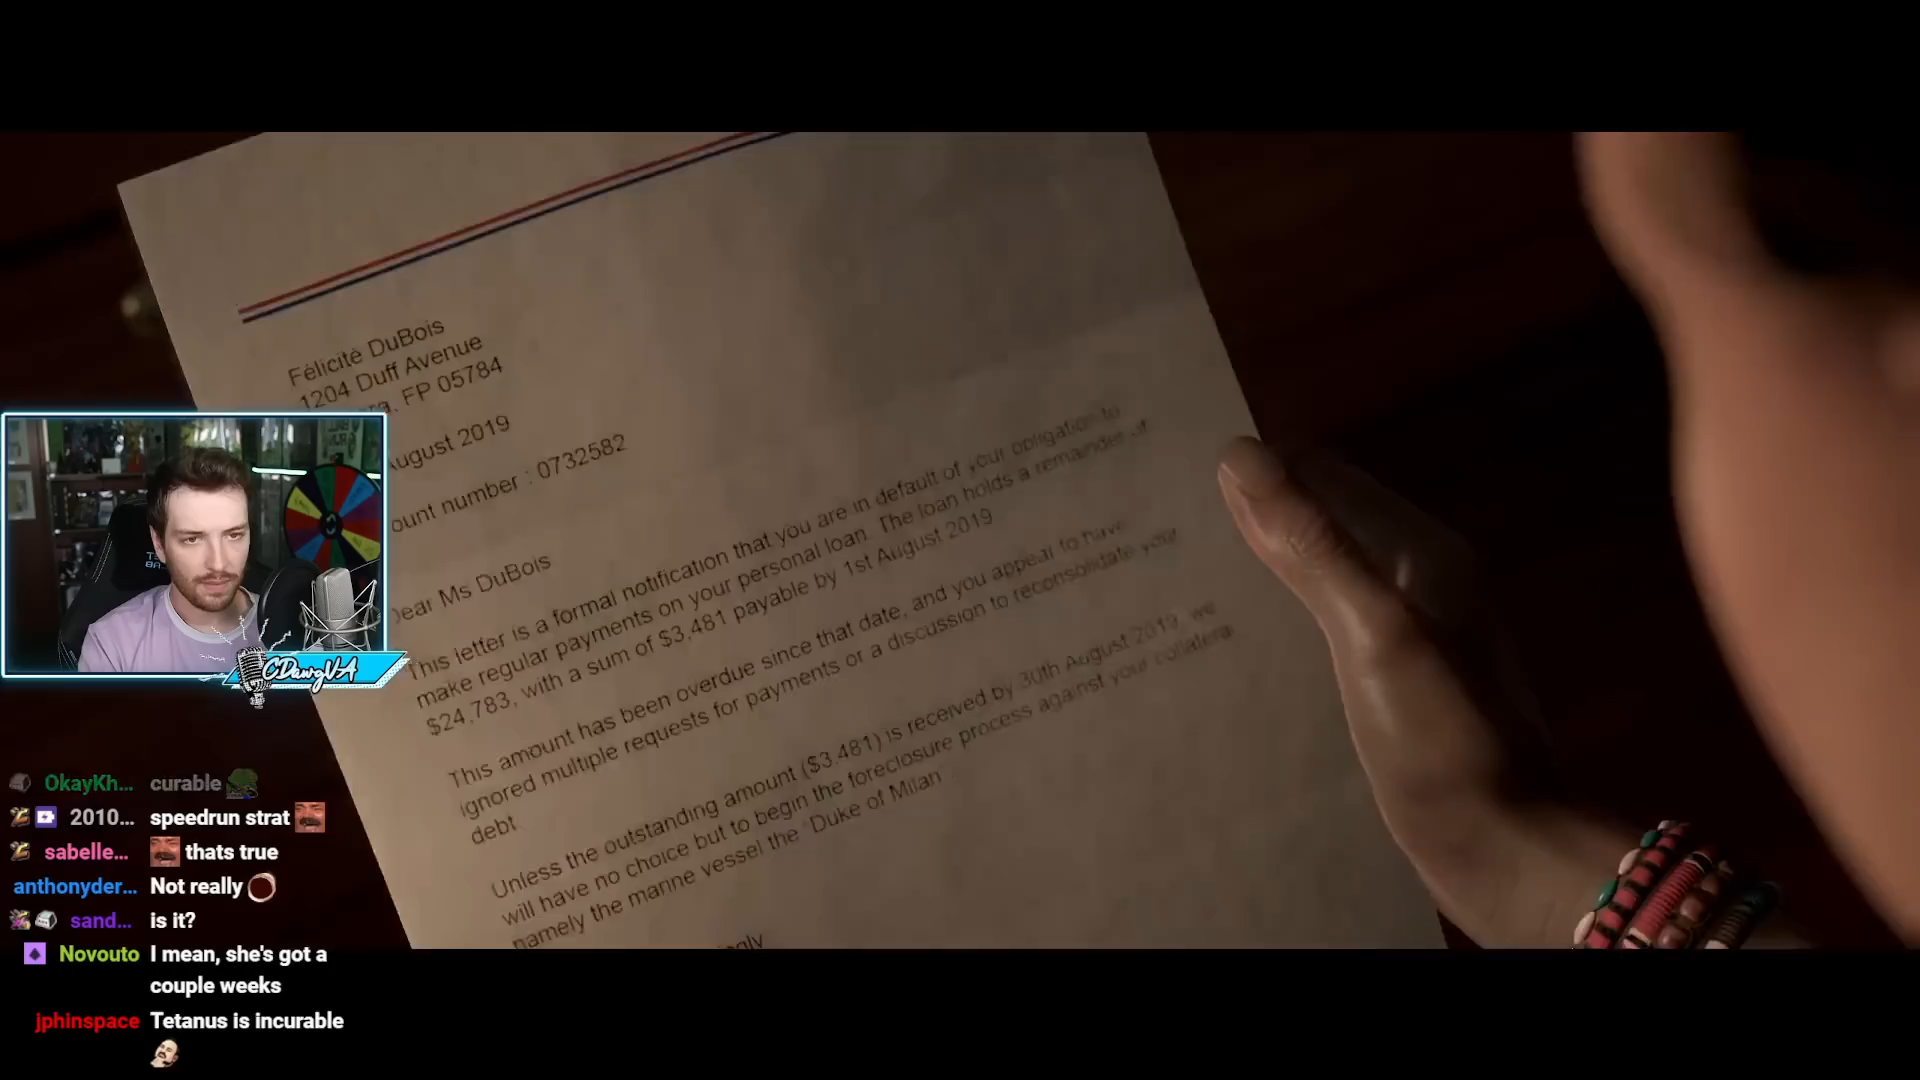 Félicité DuBois
1204 Duff Avenue
FP 05784
August 2019
ount number : 0732582
Dear Ms DuBois
This letter is a formal notification that you are in default of your obligation to
make regular payments on your personal loan. The loan holds a remainder of
$24,783, with a sum of $3,481 payable by 1st August 2019
This amount has been overdue since that date, and you appear to have
ignored multiple requests for payments or a discussion to reconsolidate your
debt.
Unless the outstanding amount ($3,481) is received by 30th August 2019, we
will have no choice but to begin the foreclosure process against your collateral
namely the marine vessel the "Duke of Milan"
CDawgVA
OkayKh... curable
2010... speedrun strat
sabelle... thats true
anthonyder... Not really
sand... is it?
Novouto I mean, she's got a
couple weeks
jphinspace Tetanus is incurable